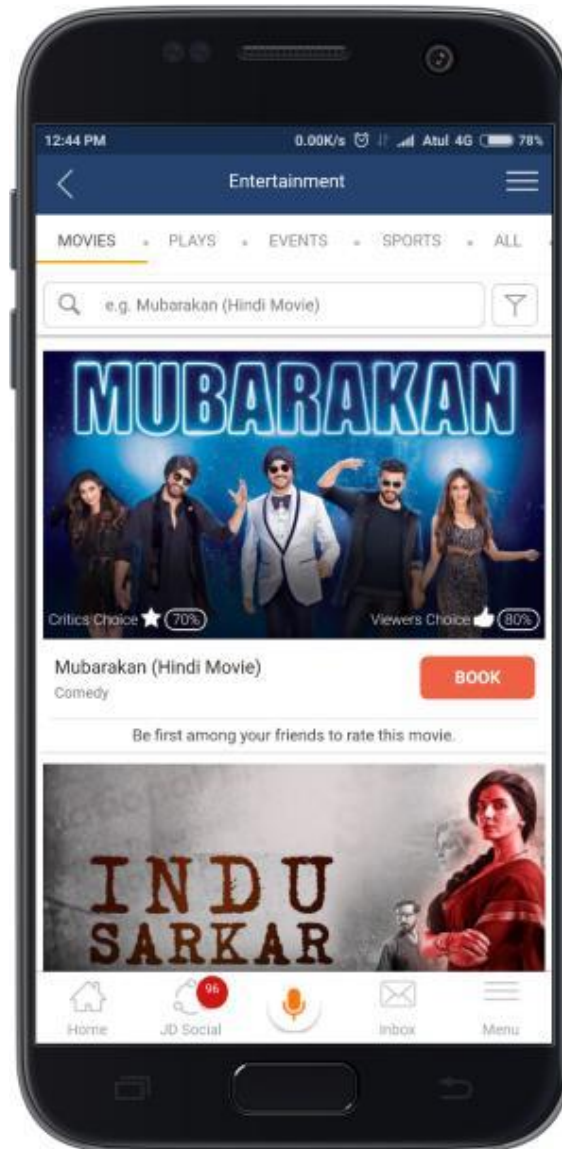 12:44 PM 0.00K/s Atul 4G 78%
Entertainment
MOVIES PLAYS EVENTS SPORTS ALL
e.g. Mubarakan (Hindi Movie)
MUBARAKAN
Critics Choice 70% Viewers Choice 80%
Mubarakan (Hindi Movie)
BOOK
Comedy
Be first among your friends to rate this movie.
INDU
SARKAR
96
Home JD Social Inbox Menu